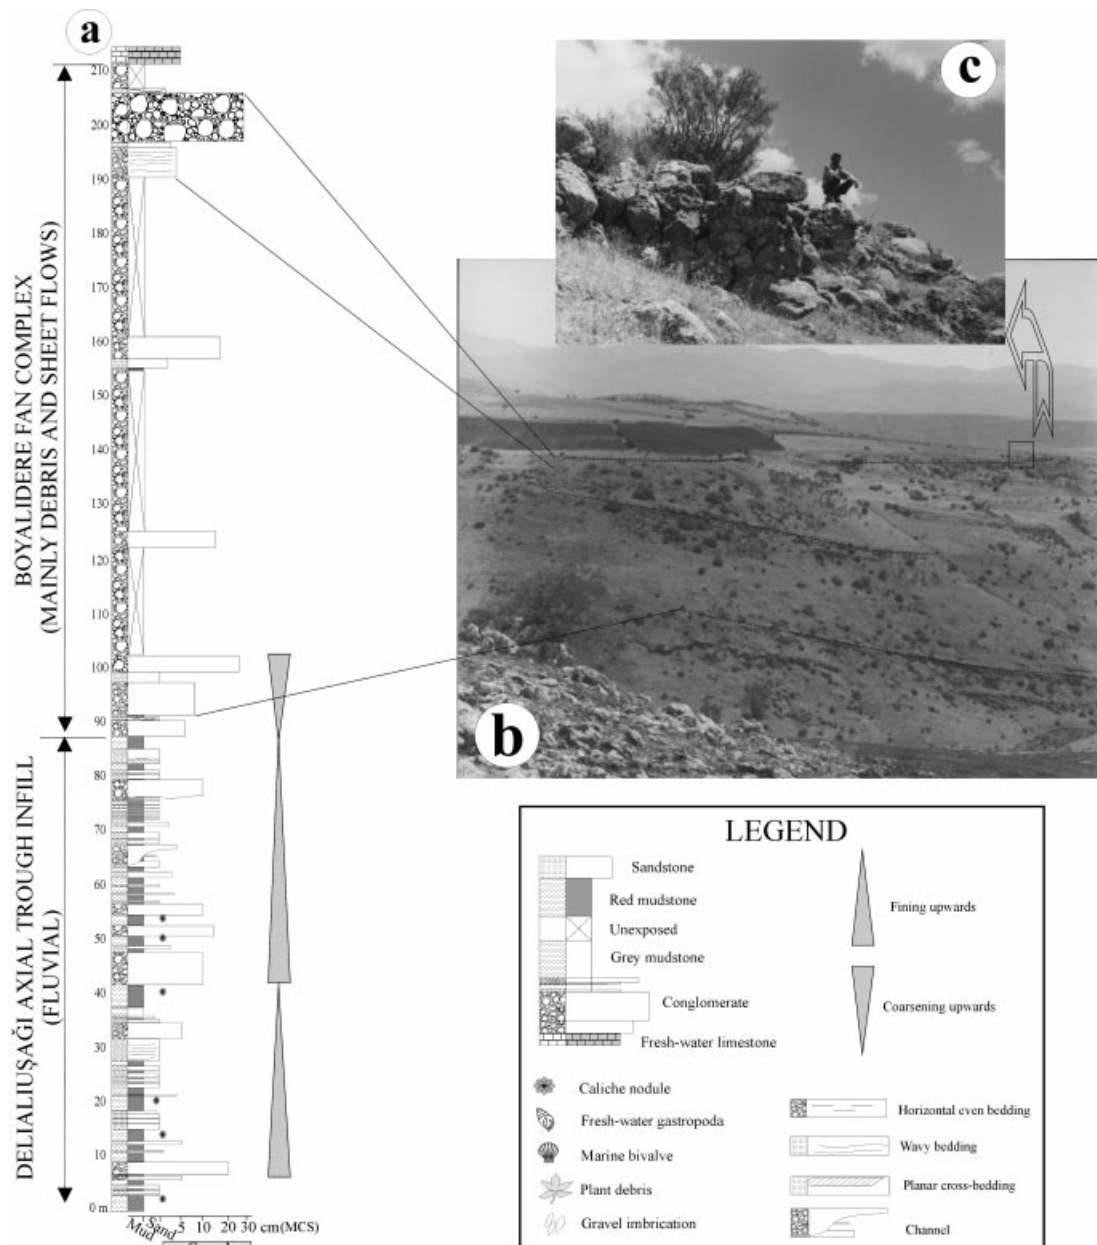 a
c
b
BOYALIDERE FAN COMPLEX
(MAINLY DEBRIS AND SHEET FLOWS)
DELIALIUŞAĞI AXIAL TROUGH INFILL
(FLUVIAL)
210
200
190
180
170
160
150
140
130
120
110
100
90
80
70
60
50
40
30
20
10
0 m
Mud
Sand
5 10 20 30 cm(MCS)
LEGEND
Sandstone
Red mudstone
Unexposed
Grey mudstone
Conglomerate
Fresh-water limestone
Fining upwards
Coarsening upwards
Caliche nodule
Fresh-water gastropoda
Marine bivalve
Plant debris
Gravel imbrication
Horizontal even bedding
Wavy bedding
Planar cross-bedding
Channel